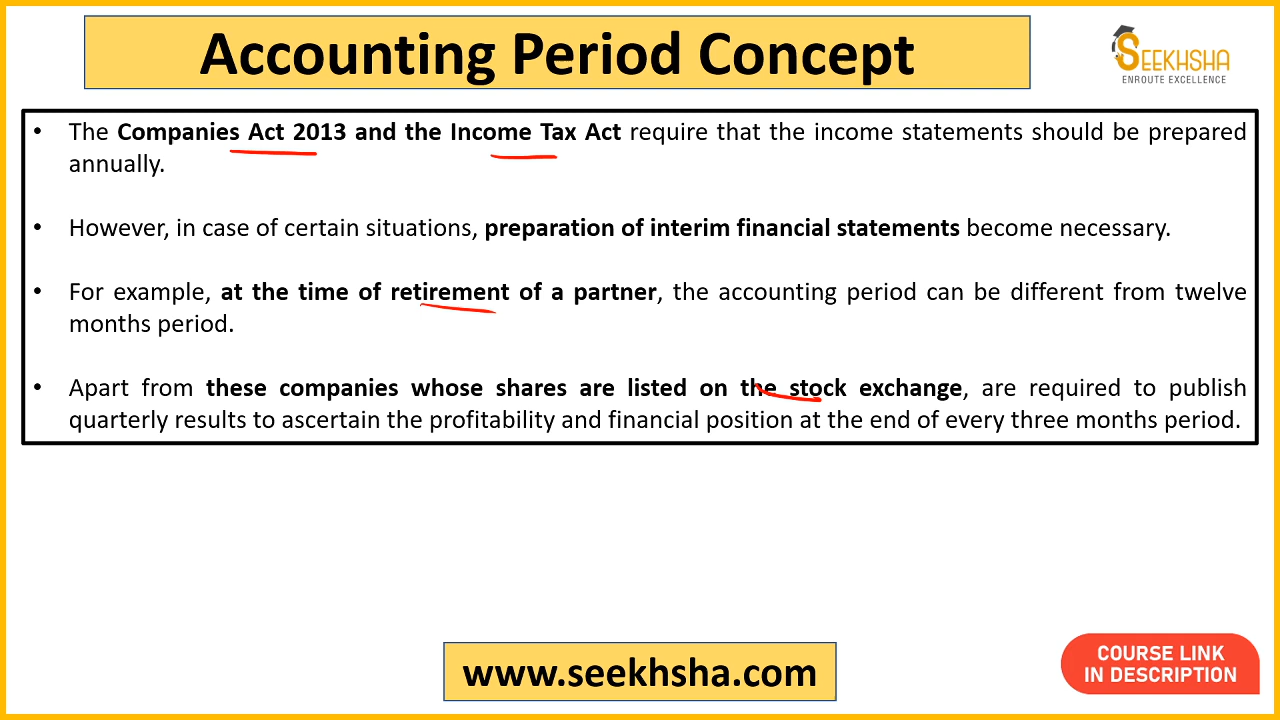 Accounting Period Concept
SEEKHSHA
ENROUTE EXCELLENCE
• The Companies Act 2013 and the Income Tax Act require that the income statements should be prepared
annually.
• However, in case of certain situations, preparation of interim financial statements become necessary.
• For example, at the time of retirement of a partner, the accounting period can be different from twelve
months period.
• Apart from these companies whose shares are listed on the stock exchange, are required to publish
quarterly results to ascertain the profitability and financial position at the end of every three months period.
www.seekhsha.com
COURSE LINK
IN DESCRIPTION